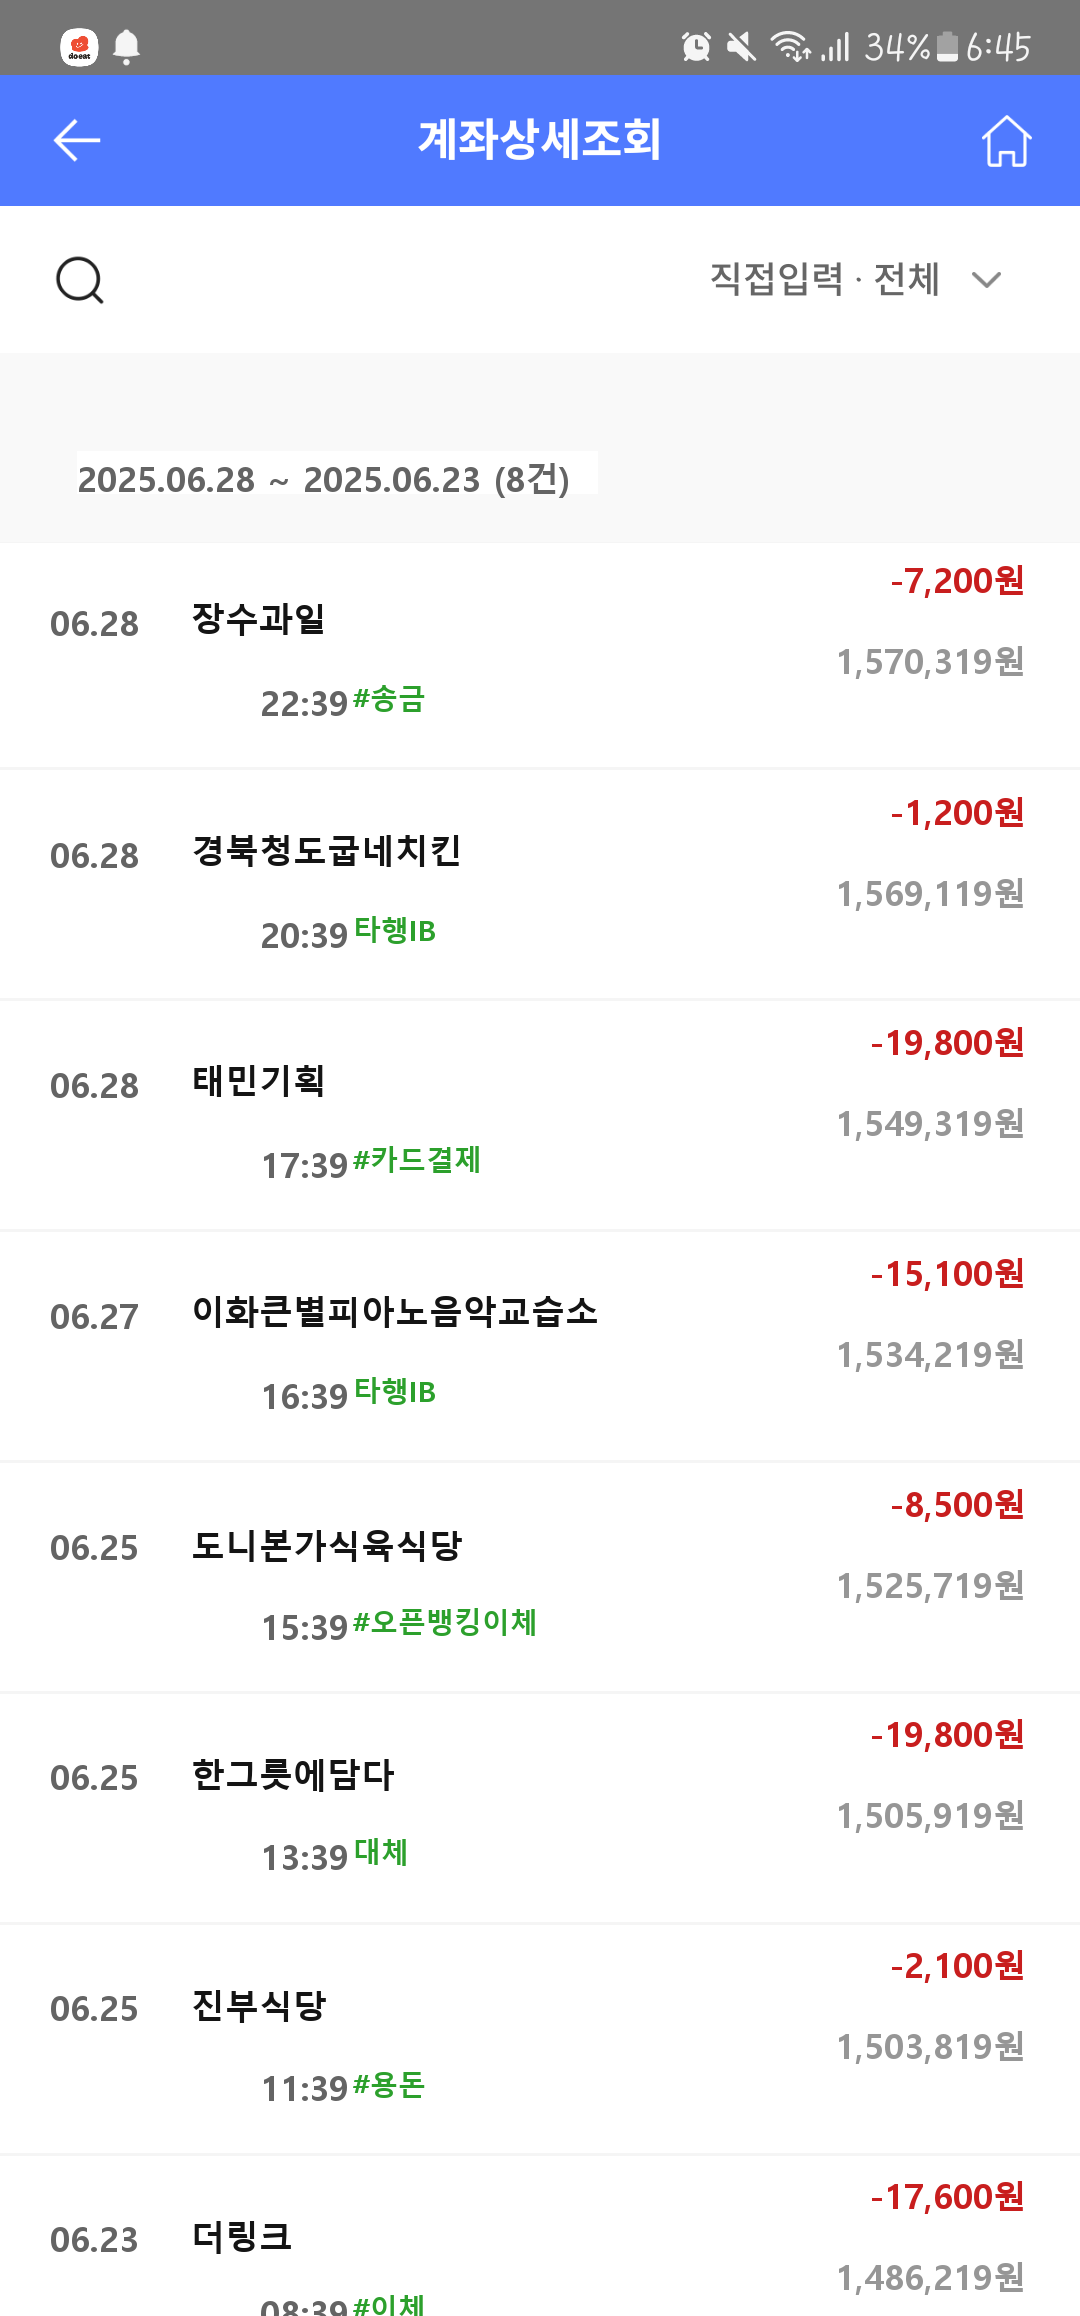 doeat
34% 6:45
계좌상세조회
직접입력 · 전체
2025.06.28 ~ 2025.06.23 (8건)
-7,200원
06.28 장수과일
1,570,319원
22:39 #송금
-1,200원
06.28 경북청도굽네치킨
1,569,119원
20:39 타행IB
-19,800원
06.28 태민기획
1,549,319원
17:39 #카드결제
-15,100원
06.27 이화큰별피아노음악교습소
1,534,219원
16:39 타행IB
-8,500원
06.25 도니본가식육식당
1,525,719원
15:39 #오픈뱅킹이체
-19,800원
06.25 한그릇에담다
1,505,919원
13:39 대체
-2,100원
06.25 진부식당
1,503,819원
11:39 #용돈
-17,600원
06.23 더링크
1,486,219원
08:39 #이체